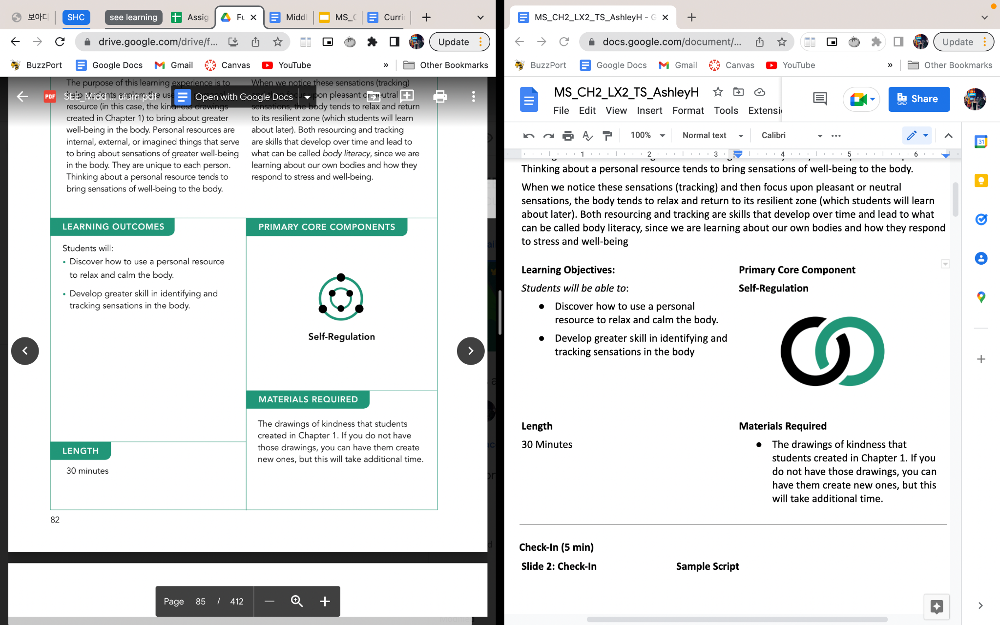 SHC
see learning
Assig
Fu
Middl
MS_C
Curri
drive.google.com/drive/f...
Update
BuzzPort
Google Docs
Gmail
Canvas
YouTube
»
Other Bookmarks
PDF
Open with Google Docs
The purpose of this learning experience is to
resource (in this case, the kindness drawings
created in Chapter 1) to bring about greater
well-being in the body. Personal resources are
internal, external, or imagined things that serve
to bring about sensations of greater well-being
in the body. They are unique to each person.
Thinking about a personal resource tends to
bring sensations of well-being to the body.
When we notice these sensations (tracking)
sensations, the body tends to relax and return
to its resilient zone (which students will learn
about later). Both resourcing and tracking
are skills that develop over time and lead to
what can be called body literacy, since we are
learning about our own bodies and how they
respond to stress and well-being.
LEARNING OUTCOMES
Students will:
• Discover how to use a personal resource
to relax and calm the body.
• Develop greater skill in identifying and
tracking sensations in the body.
PRIMARY CORE COMPONENTS
Self-Regulation
MATERIALS REQUIRED
The drawings of kindness that students
created in Chapter 1. If you do not have
those drawings, you can have them create
new ones, but this will take additional time.
LENGTH
30 minutes
82
Page 85 / 412
MS_CH2_LX2_TS_AshleyH - G
docs.google.com/document/...
Update
BuzzPort
Google Docs
Gmail
Canvas
YouTube
»
Other Bookmarks
MS_CH2_LX2_TS_AshleyH
File Edit View Insert Format Tools Extensi
Share
100%
Normal text
Calibri
1 2 3 4 5 6
31
Thinking about a personal resource tends to bring sensations of well-being to the body.
When we notice these sensations (tracking) and then focus upon pleasant or neutral
sensations, the body tends to relax and return to its resilient zone (which students will learn
about later). Both resourcing and tracking are skills that develop over time and lead to what
can be called body literacy, since we are learning about our own bodies and how they respond
to stress and well-being
Learning Objectives:
Students will be able to:
● Discover how to use a personal
resource to relax and calm the body.
● Develop greater skill in identifying and
tracking sensations in the body
Primary Core Component
Self-Regulation
Length
30 Minutes
Materials Required
● The drawings of kindness that
students created in Chapter 1. If you
do not have those drawings, you can
have them create new ones, but this
will take additional time.
Check-In (5 min)
Slide 2: Check-In
Sample Script